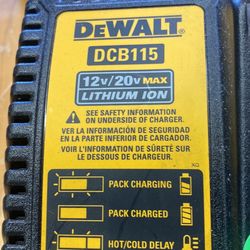 DEWALT
DCB115
12v/20v MAX
LITHIUM ION
SEE SAFETY INFORMATION
ON UNDERSIDE OF CHARGER.
VER LA INFORMACIÓN DE SEGURIDAD
EN LA PARTE INFERIOR DE CARGADOR.
VOIR L'INFORMATION DE SÛRETÉ SUR
LE DESSOUS DE CHARGEUR.
PACK CHARGING
PACK CHARGED
HOT/COLD DELAY